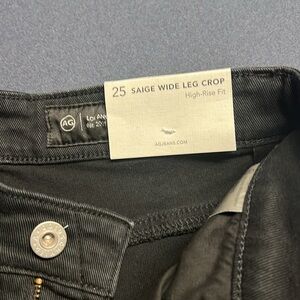 25 SAIGE WIDE LEG CROP
High-Rise Fit
AGJEANS.COM
AG